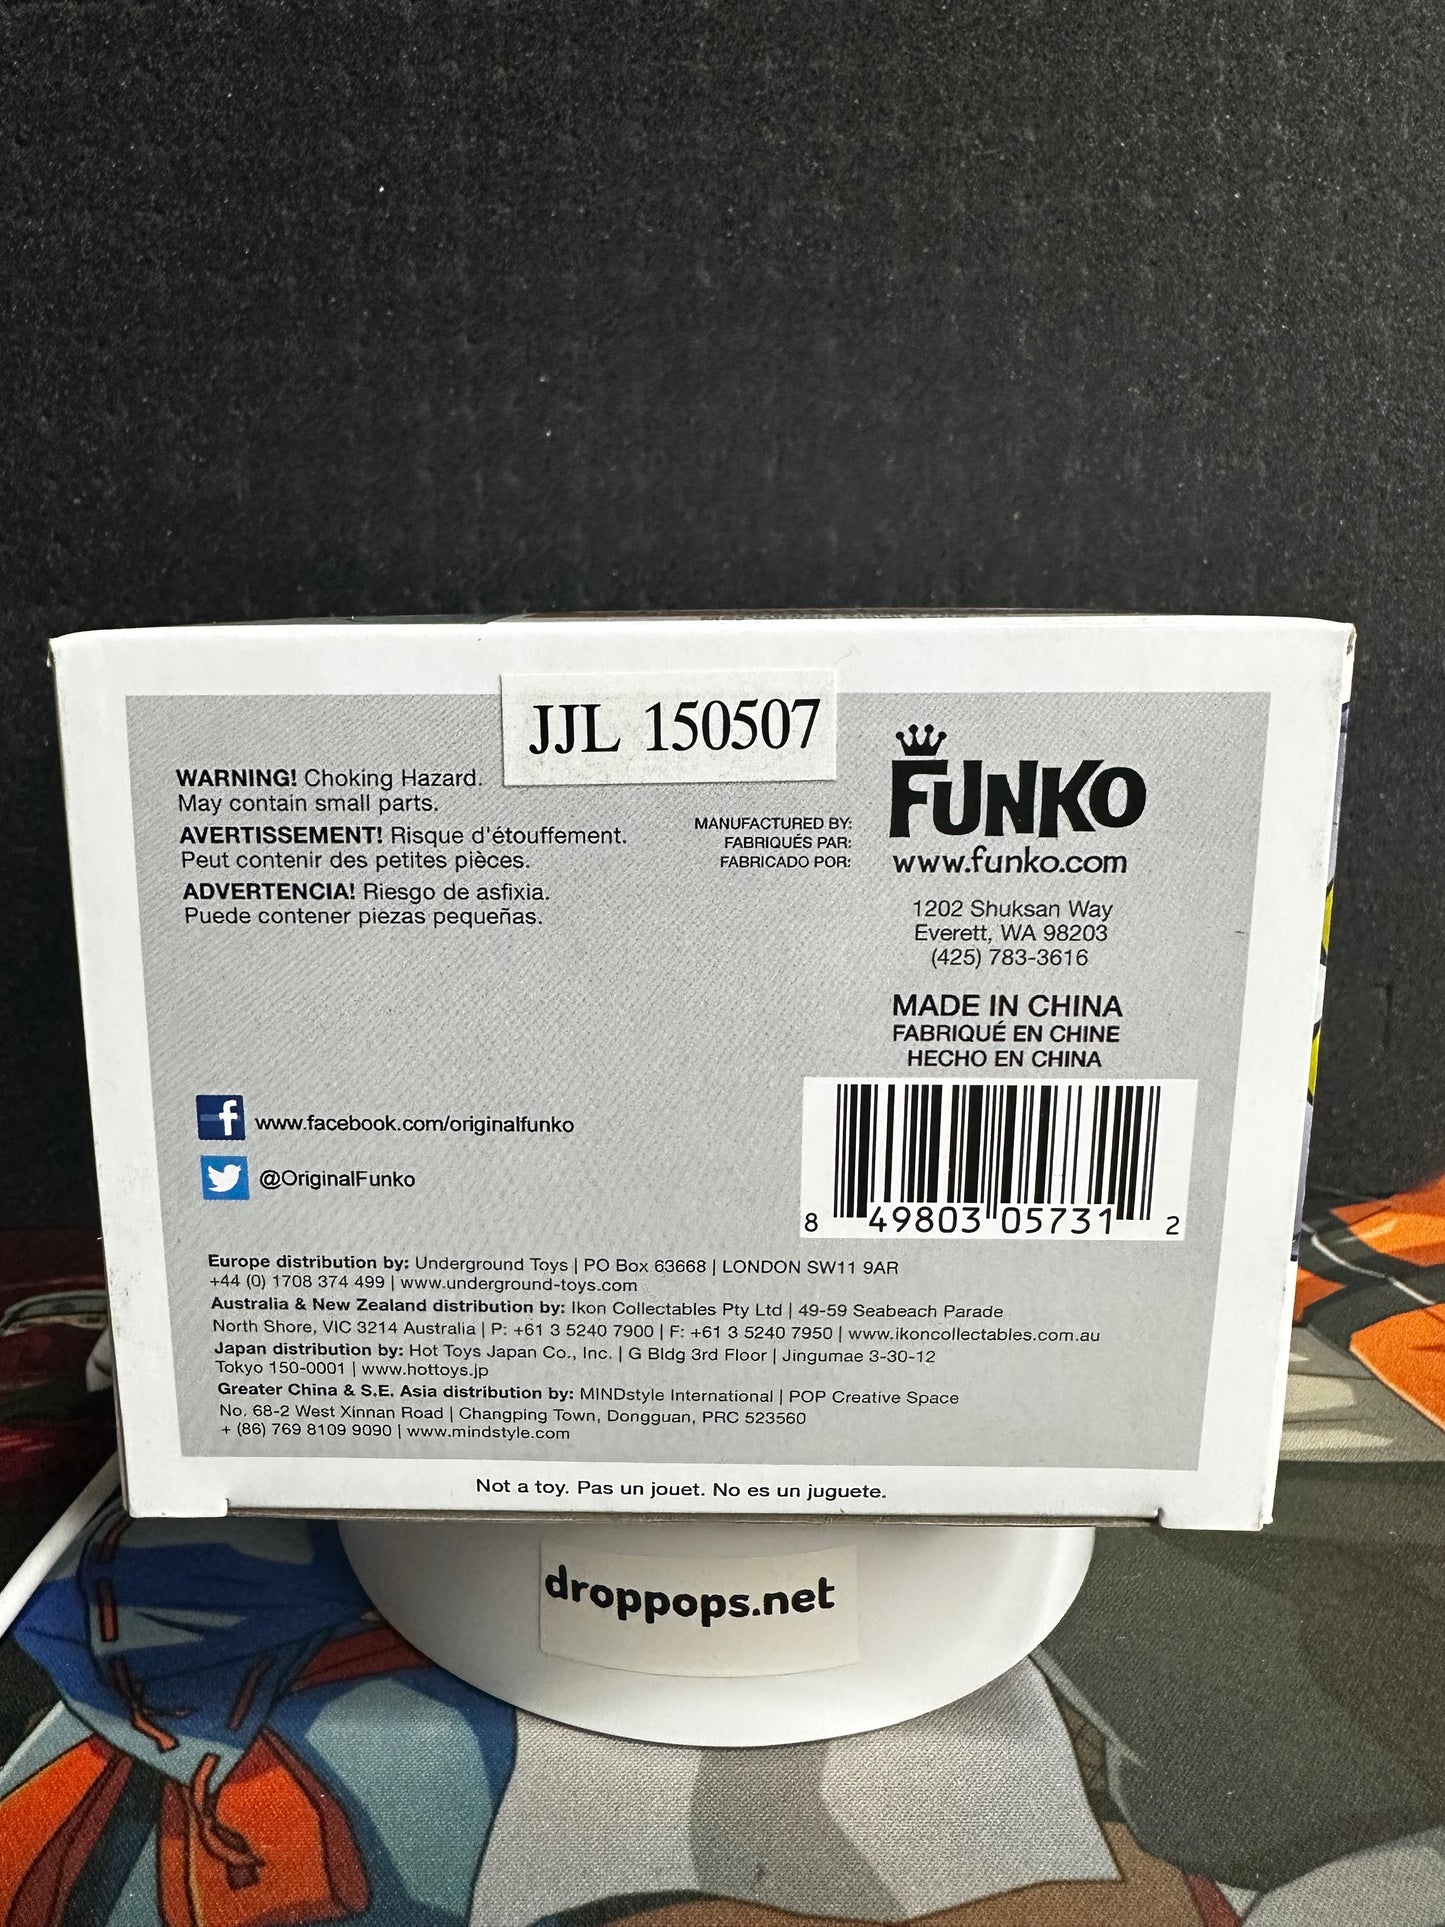 JJL 150507
WARNING! Choking Hazard.
May contain small parts.
AVERTISSEMENT! Risque d'étouffement.
Peut contenir des petites pièces.
ADVERTENCIA! Riesgo de asfixia.
Puede contener piezas pequeñas.
MANUFACTURED BY:
FABRIQUÉS PAR:
FABRICADO POR:
FUNKO
www.funko.com
1202 Shuksan Way
Everett, WA 98203
(425) 783-3616
MADE IN CHINA
FABRIQUÉ EN CHINE
HECHO EN CHINA
8 49803 05731 2
f www.facebook.com/originalfunko
@OriginalFunko
Europe distribution by: Underground Toys | PO Box 63668 | LONDON SW11 9AR
+44 (0) 1708 374 499 | www.underground-toys.com
Australia & New Zealand distribution by: Ikon Collectables Pty Ltd | 49-59 Seabeach Parade
North Shore, VIC 3214 Australia | P: +61 3 5240 7900 | F: +61 3 5240 7950 | www.ikoncollectables.com.au
Japan distribution by: Hot Toys Japan Co., Inc. | G Bldg 3rd Floor | Jingumae 3-30-12
Tokyo 150-0001 | www.hottoys.jp
Greater China & S.E. Asia distribution by: MINDstyle International | POP Creative Space
No. 68-2 West Xinnan Road | Changping Town, Dongguan, PRC 523560
+ (86) 769 8109 9090 | www.mindstyle.com
Not a toy. Pas un jouet. No es un juguete.
droppops.net